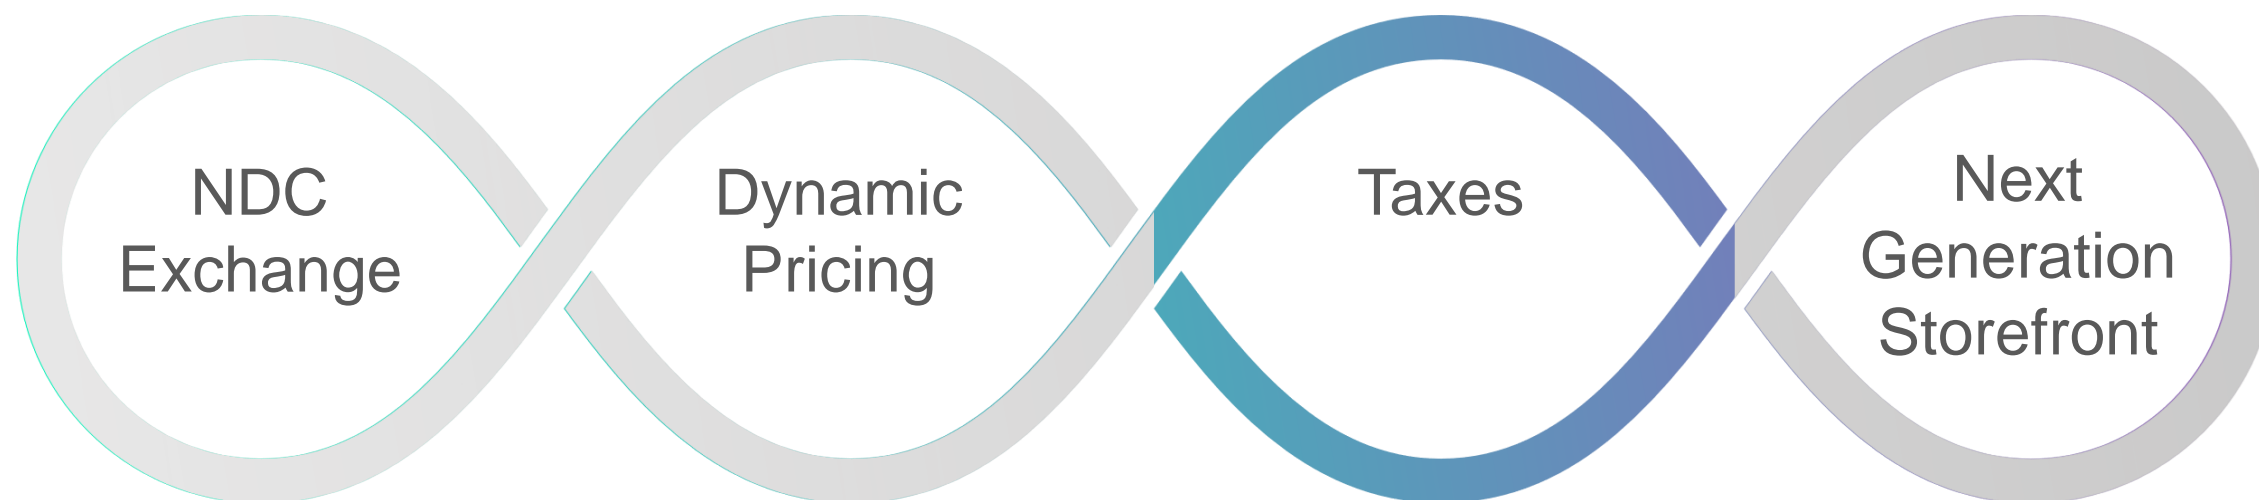 NDC
Exchange
Dynamic
Pricing
Taxes
Next
Generation
Storefront